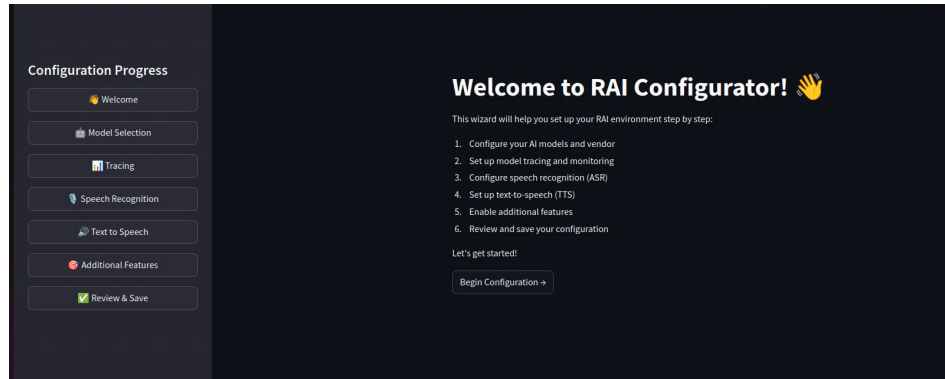 Configuration Progress
👋 Welcome
🤖 Model Selection
📊 Tracing
🎙️ Speech Recognition
🔊 Text to Speech
🎯 Additional Features
✅ Review & Save
Welcome to RAI Configurator! 👋
This wizard will help you set up your RAI environment step by step:
1. Configure your AI models and vendor
2. Set up model tracing and monitoring
3. Configure speech recognition (ASR)
4. Set up text-to-speech (TTS)
5. Enable additional features
6. Review and save your configuration
Let's get started!
Begin Configuration →